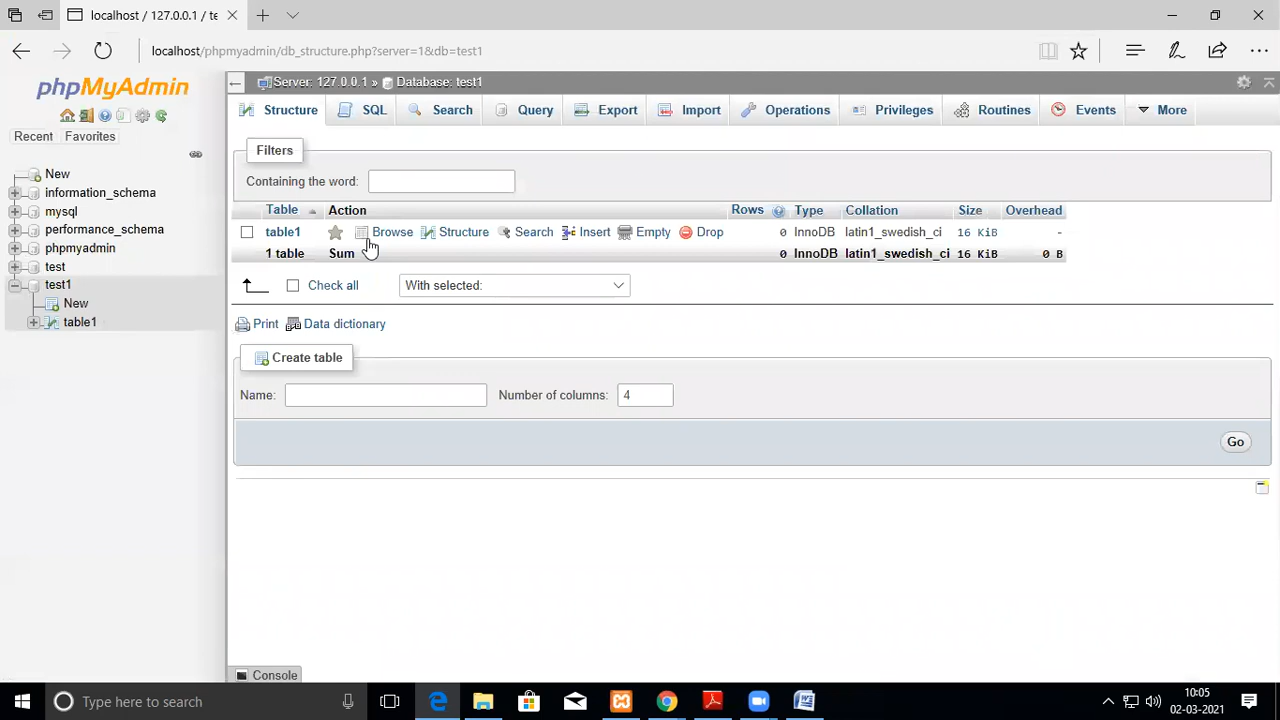 localhost / 127.0.0.1 / te
localhost/phpmyadmin/db_structure.php?server=1&db=test1
phpMyAdmin
Recent Favorites
New
information_schema
mysql
performance_schema
phpmyadmin
test
test1
New
table1
Server: 127.0.0.1 » Database: test1
Structure SQL Search Query Export Import Operations Privileges Routines Events More
Filters
Containing the word:
Table Action Rows Type Collation Size Overhead
table1 Browse Structure Search Insert Empty Drop 0 InnoDB latin1_swedish_ci 16 KiB -
1 table Sum 0 InnoDB latin1_swedish_ci 16 KiB 0 B
Check all With selected:
Print Data dictionary
Create table
Name: Number of columns: 4
Go
Console
Type here to search
10:05
02-03-2021